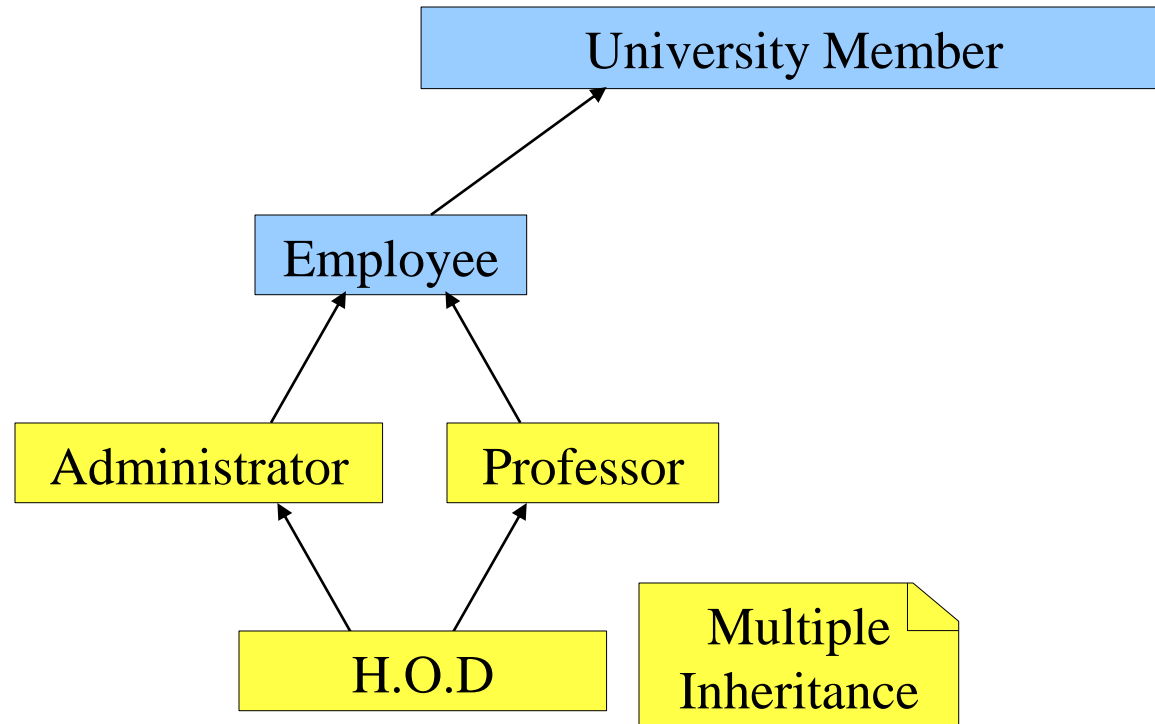 University Member
Employee
Administrator
Professor
H.O.D
Multiple
Inheritance